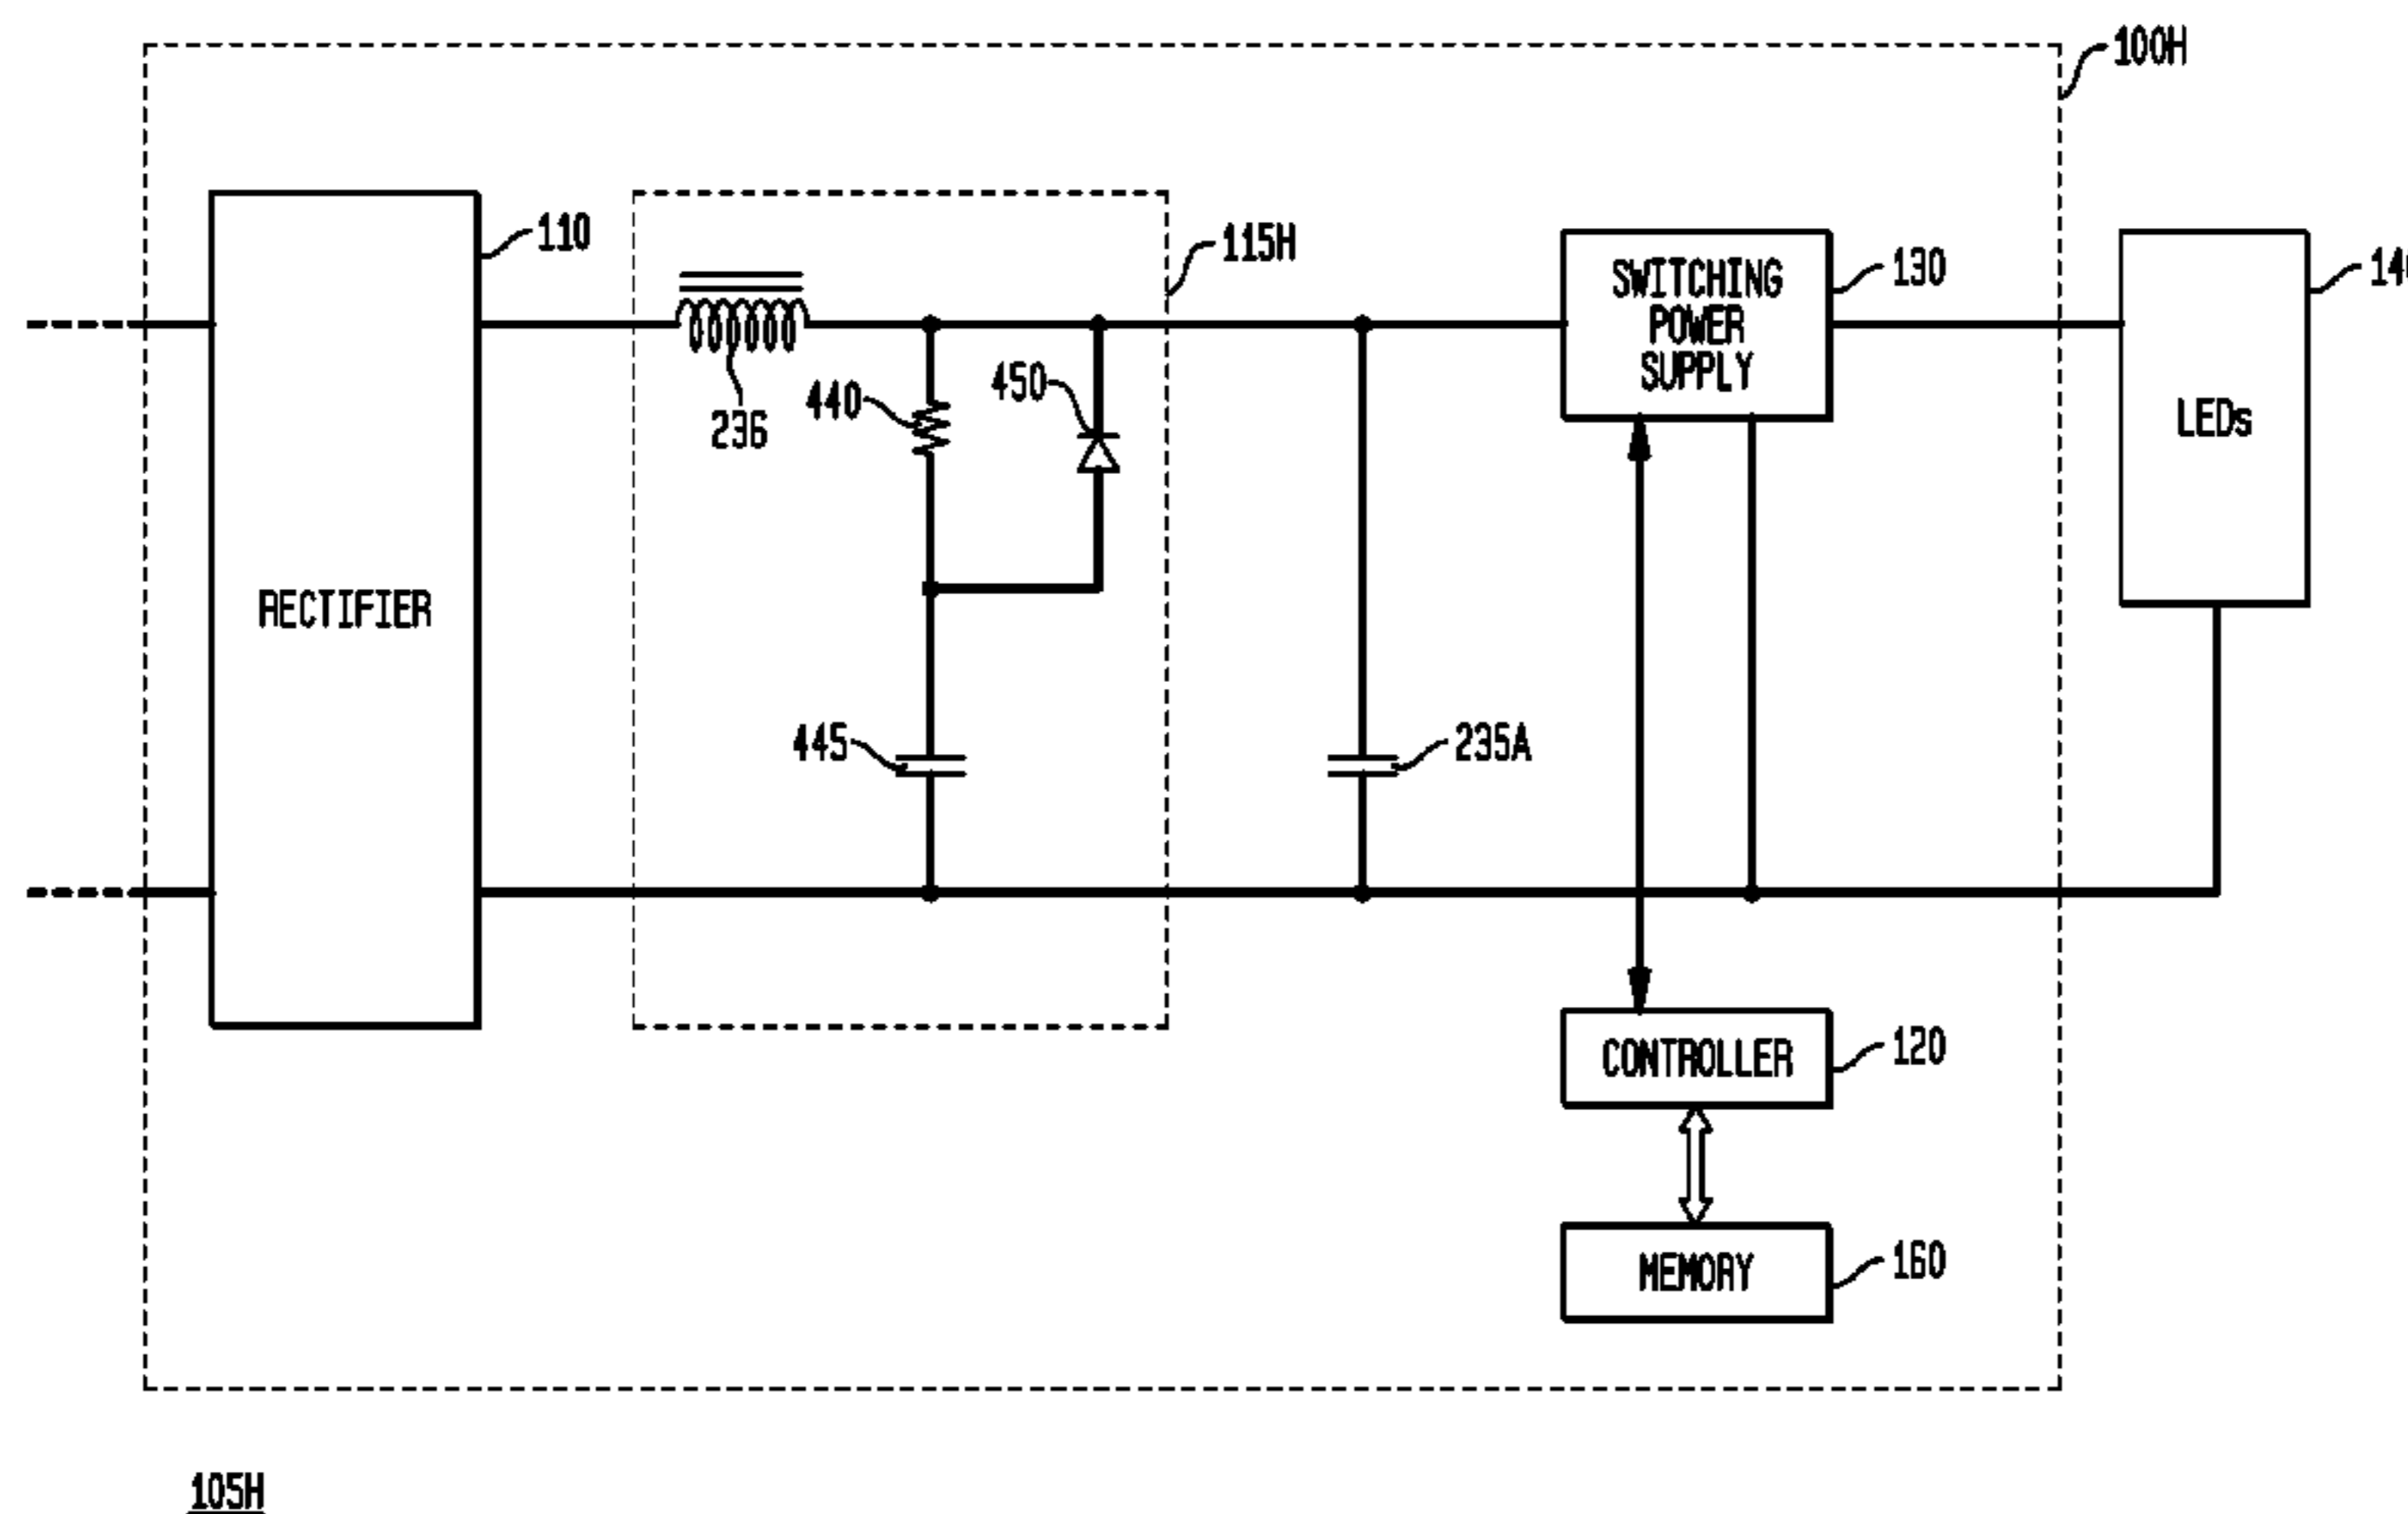 100H
110
115H
SWITCHING
POWER
SUPPLY
130
LEDs
236
440
450
RECTIFIER
445
235A
CONTROLLER
120
MEMORY
160
105H